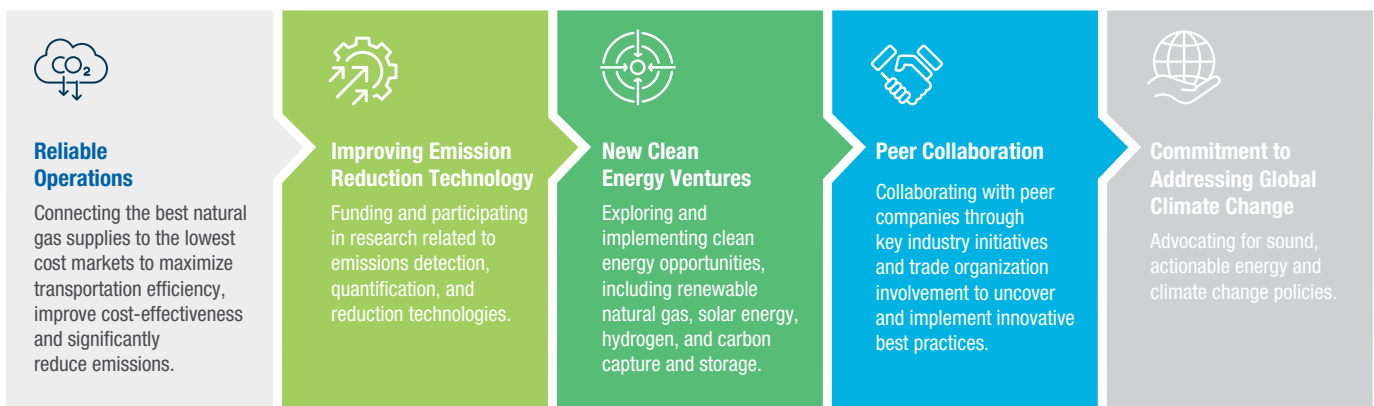 CO₂
Reliable
Operations
Connecting the best natural
gas supplies to the lowest
cost markets to maximize
transportation efficiency,
improve cost-effectiveness
and significantly
reduce emissions.
Improving Emission
Reduction Technology
Funding and participating
in research related to
emissions detection,
quantification, and
reduction technologies.
New Clean
Energy Ventures
Exploring and
implementing clean
energy opportunities,
including renewable
natural gas, solar energy,
hydrogen, and carbon
capture and storage.
Peer Collaboration
Collaborating with peer
companies through
key industry initiatives
and trade organization
involvement to uncover
and implement innovative
best practices.
Commitment to
Addressing Global
Climate Change
Advocating for sound,
actionable energy and
climate change policies.